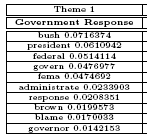 Theme 1
Government Response
bush 0.0716374
president 0.0610942
federal 0.0514114
govern 0.0476977
fema 0.0474692
administrate 0.0233903
response 0.0208351
brown 0.0199573
blame 0.0170033
governor 0.0142153